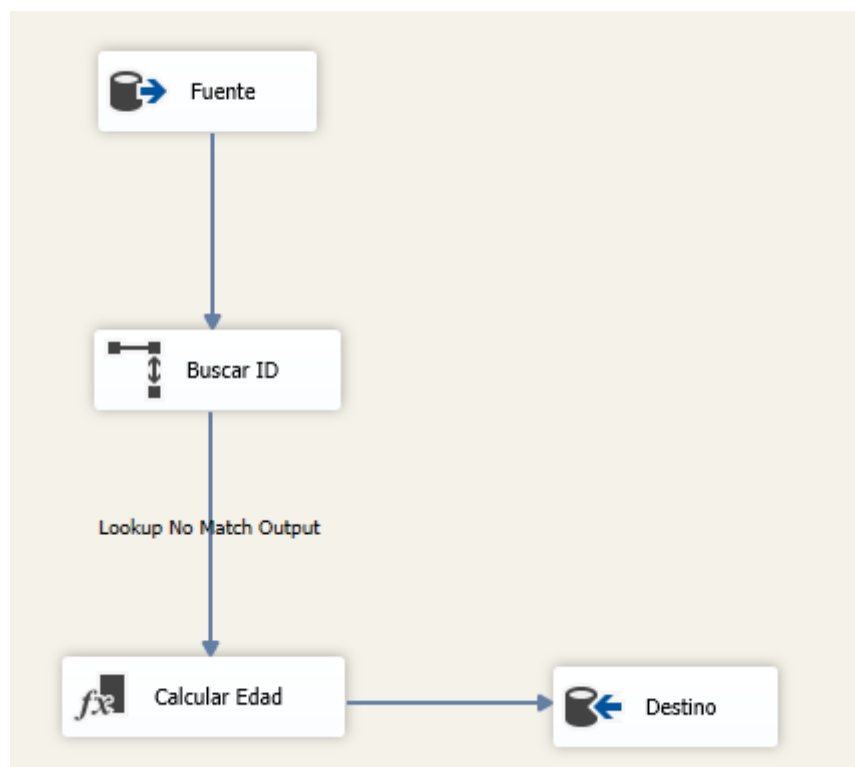 Fuente
Buscar ID
Lookup No Match Output
Calcular Edad
Destino